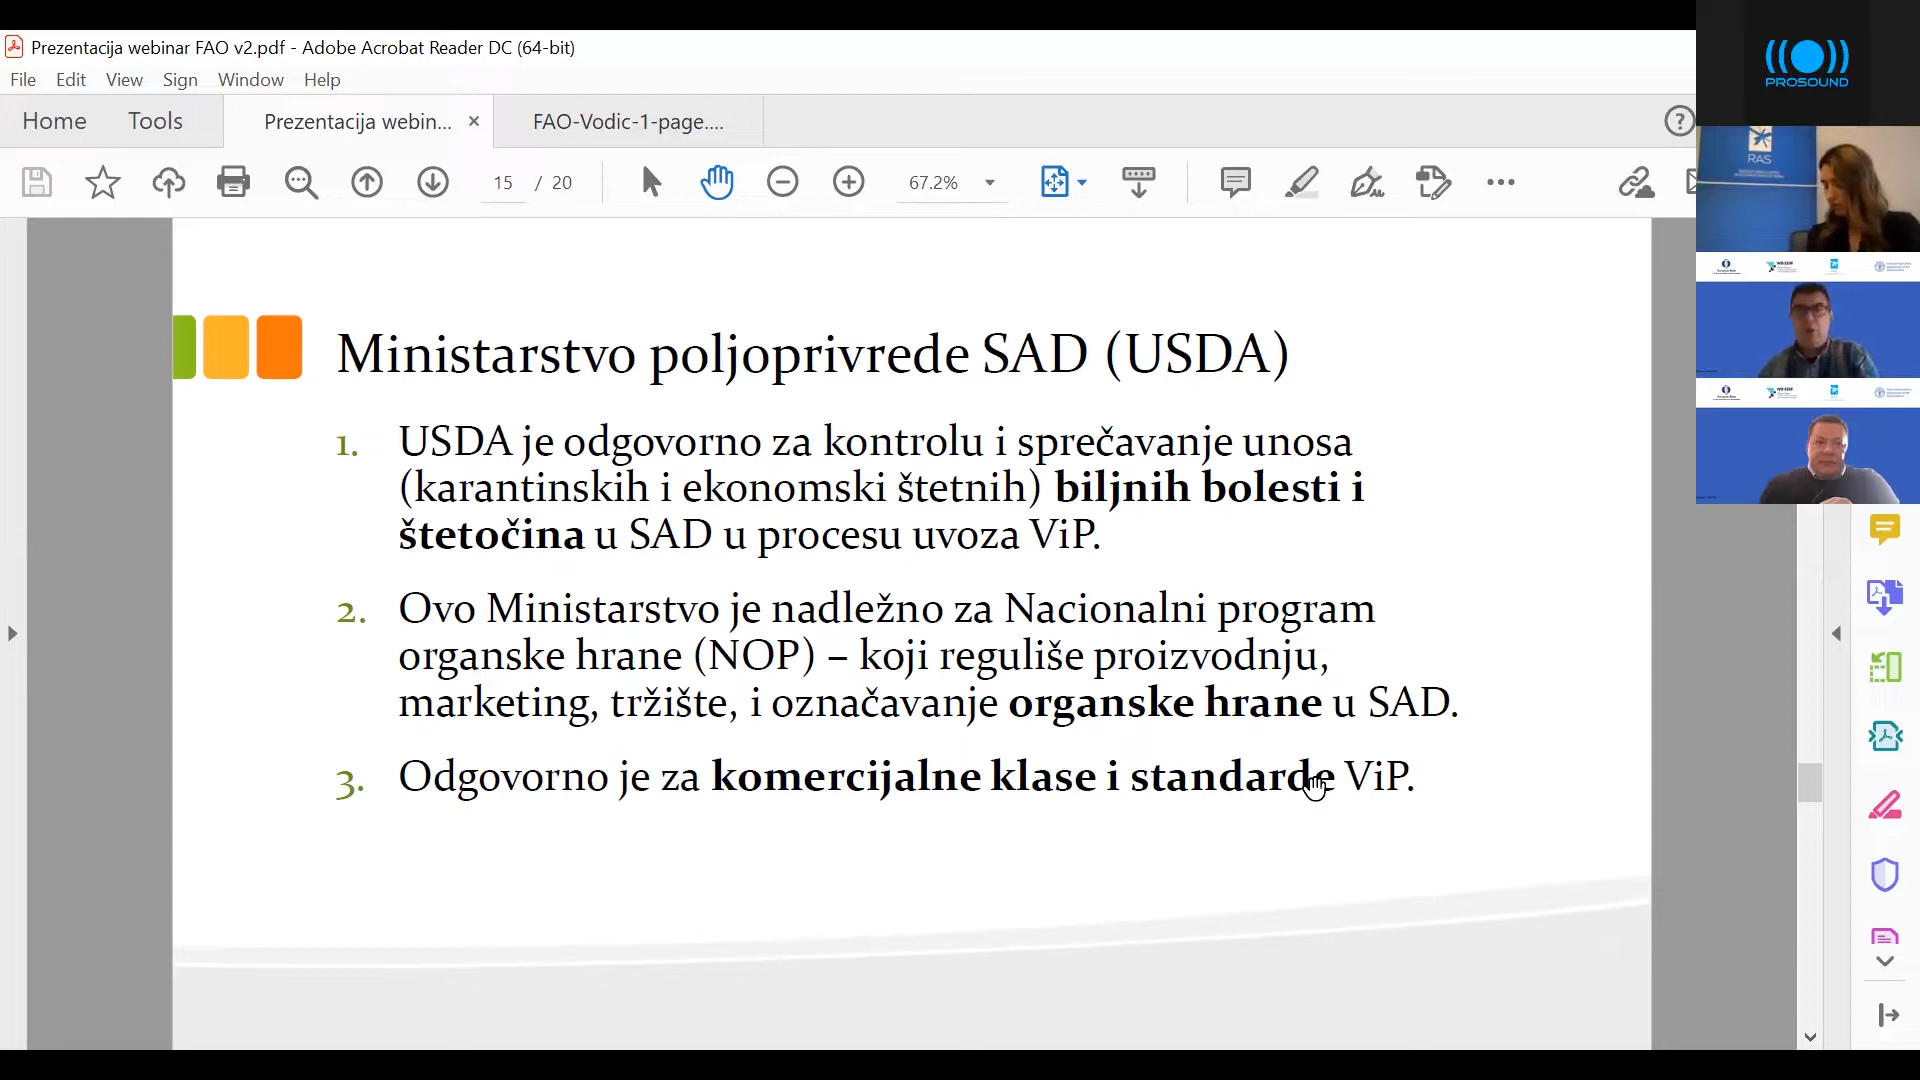 Prezentacija webinar FAO v2.pdf - Adobe Acrobat Reader DC (64-bit)
File Edit View Sign Window Help
Home Tools Prezentacija webin... × FAO-Vodic-1-page....
15 / 20 67.2%
PROSOUND
RAS
Ministarstvo poljoprivrede SAD (USDA)
1. USDA je odgovorno za kontrolu i sprečavanje unosa
(karantinskih i ekonomski štetnih) biljnih bolesti i
štetočina u SAD u procesu uvoza ViP.
2. Ovo Ministarstvo je nadležno za Nacionalni program
organske hrane (NOP) – koji reguliše proizvodnju,
marketing, tržište, i označavanje organske hrane u SAD.
3. Odgovorno je za komercijalne klase i standarde ViP.